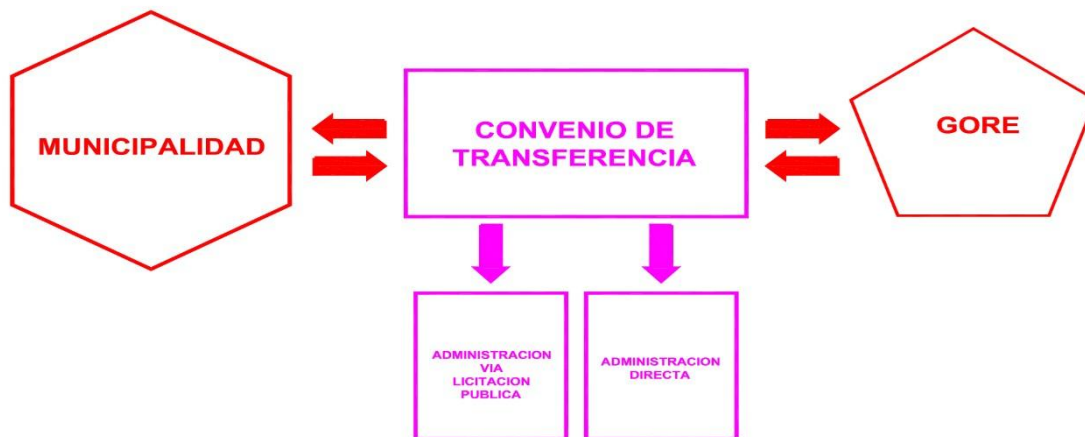 MUNICIPALIDAD
CONVENIO DE
TRANSFERENCIA
GORE
ADMINISTRACION
VIA
LICITACION
PUBLICA
ADMINISTRACION
DIRECTA